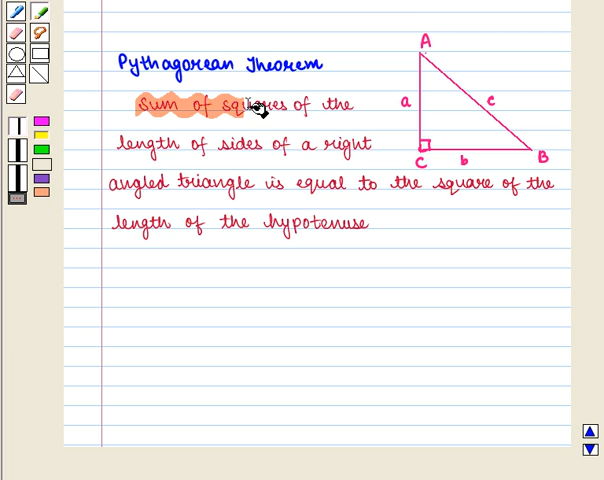 Pythagorean Theorem
Sum of squares of the
length of sides of a right
angled triangle is equal to the square of the
length of the hypotenuse
A
a
c
C
b
B